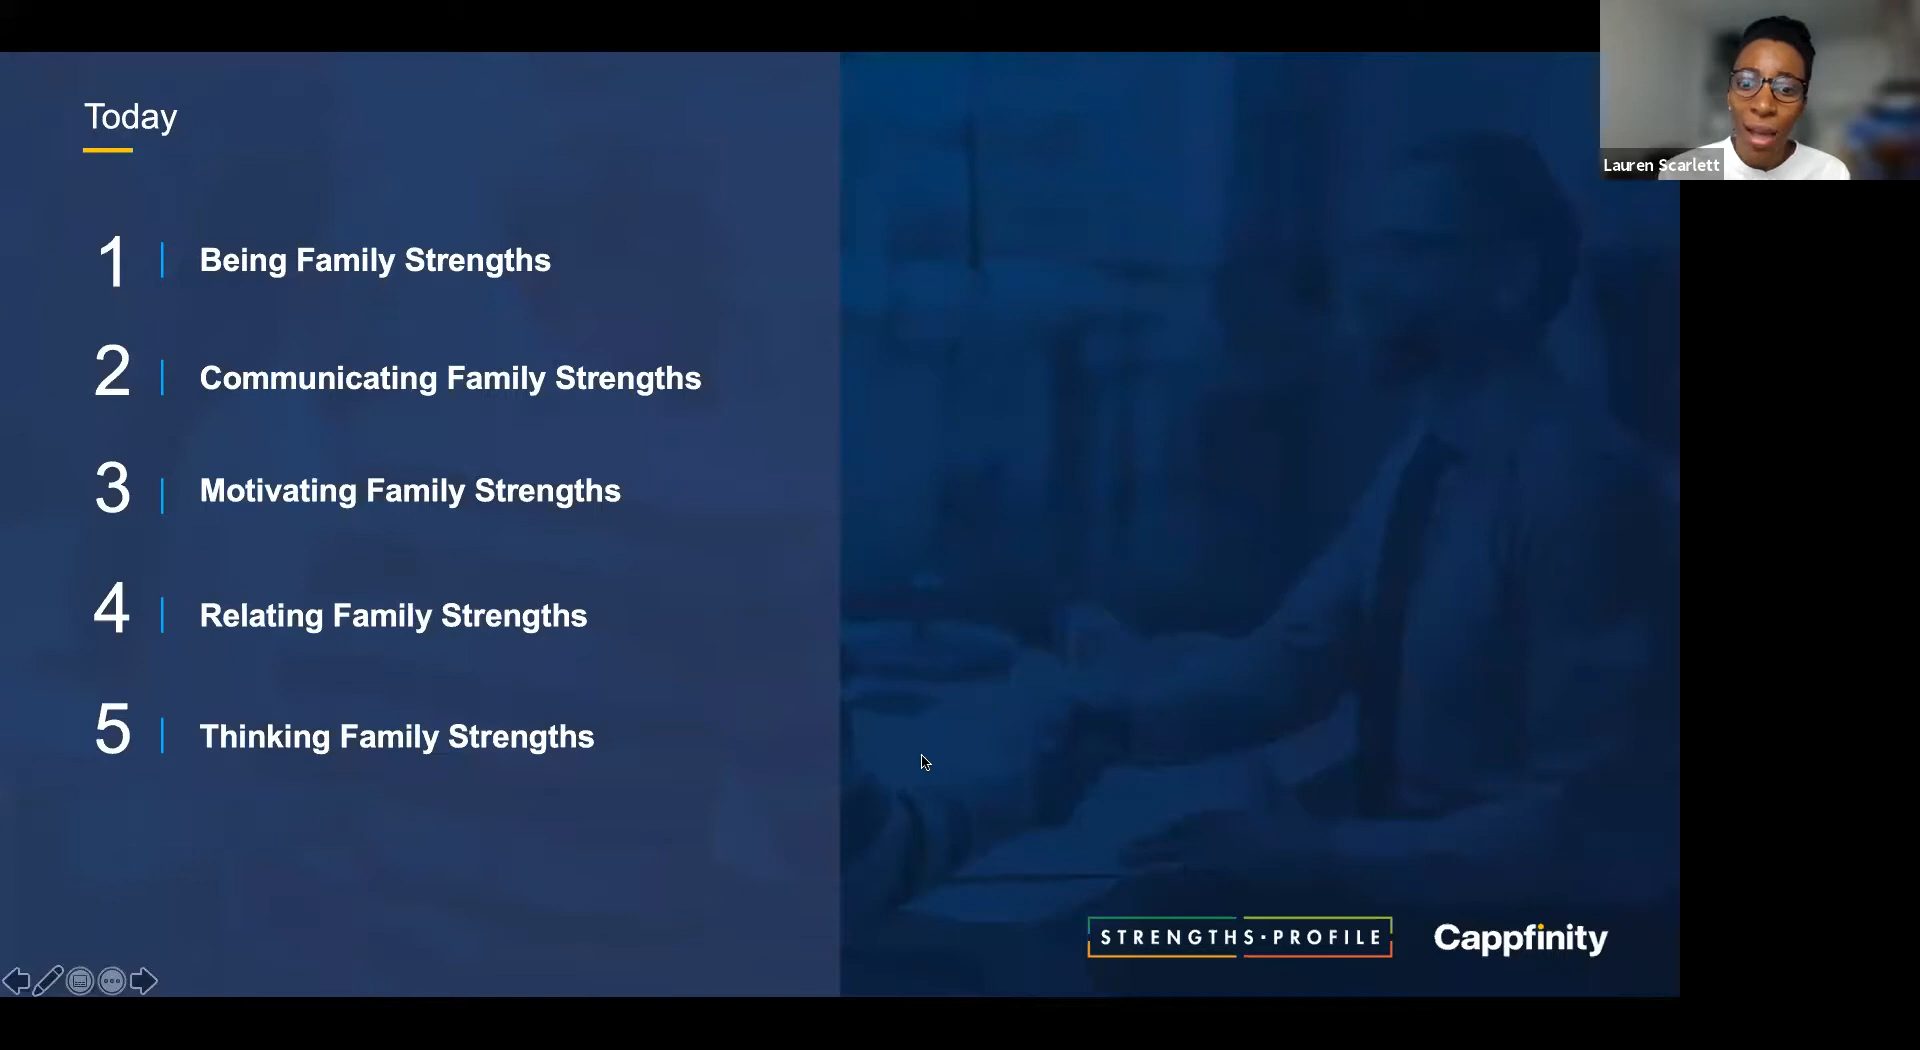 Today
1 Being Family Strengths
2 Communicating Family Strengths
3 Motivating Family Strengths
4 Relating Family Strengths
5 Thinking Family Strengths
STRENGTHS·PROFILE
Cappfinity
Lauren Scarlett